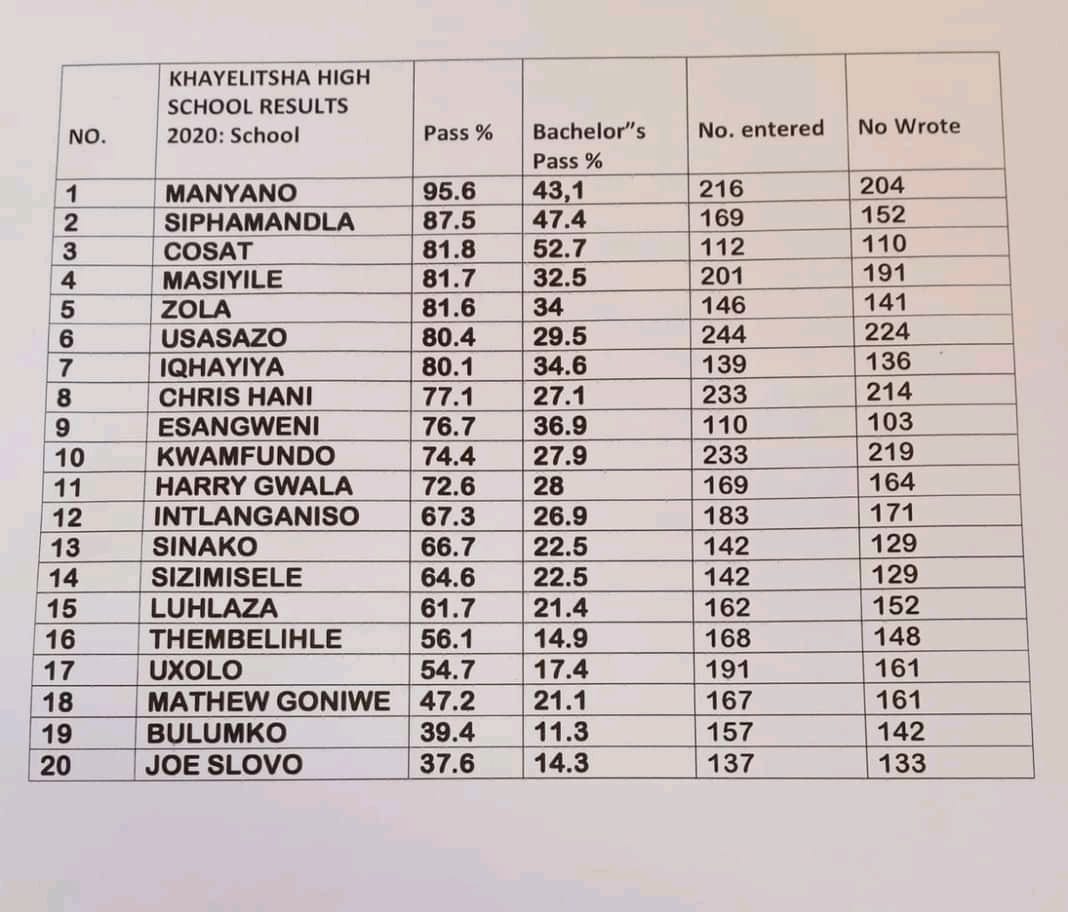 NO. KHAYELITSHA HIGH SCHOOL RESULTS 2020: School Pass % Bachelor"s Pass % No. entered No Wrote
1 MANYANO 95.6 43,1 216 204
2 SIPHAMANDLA 87.5 47.4 169 152
3 COSAT 81.8 52.7 112 110
4 MASIYILE 81.7 32.5 201 191
5 ZOLA 81.6 34 146 141
6 USASAZO 80.4 29.5 244 224
7 IQHAYIYA 80.1 34.6 139 136
8 CHRIS HANI 77.1 27.1 233 214
9 ESANGWENI 76.7 36.9 110 103
10 KWAMFUNDO 74.4 27.9 233 219
11 HARRY GWALA 72.6 28 169 164
12 INTLANGANISO 67.3 26.9 183 171
13 SINAKO 66.7 22.5 142 129
14 SIZIMISELE 64.6 22.5 142 129
15 LUHLAZA 61.7 21.4 162 152
16 THEMBELIHLE 56.1 14.9 168 148
17 UXOLO 54.7 17.4 191 161
18 MATHEW GONIWE 47.2 21.1 167 161
19 BULUMKO 39.4 11.3 157 142
20 JOE SLOVO 37.6 14.3 137 133